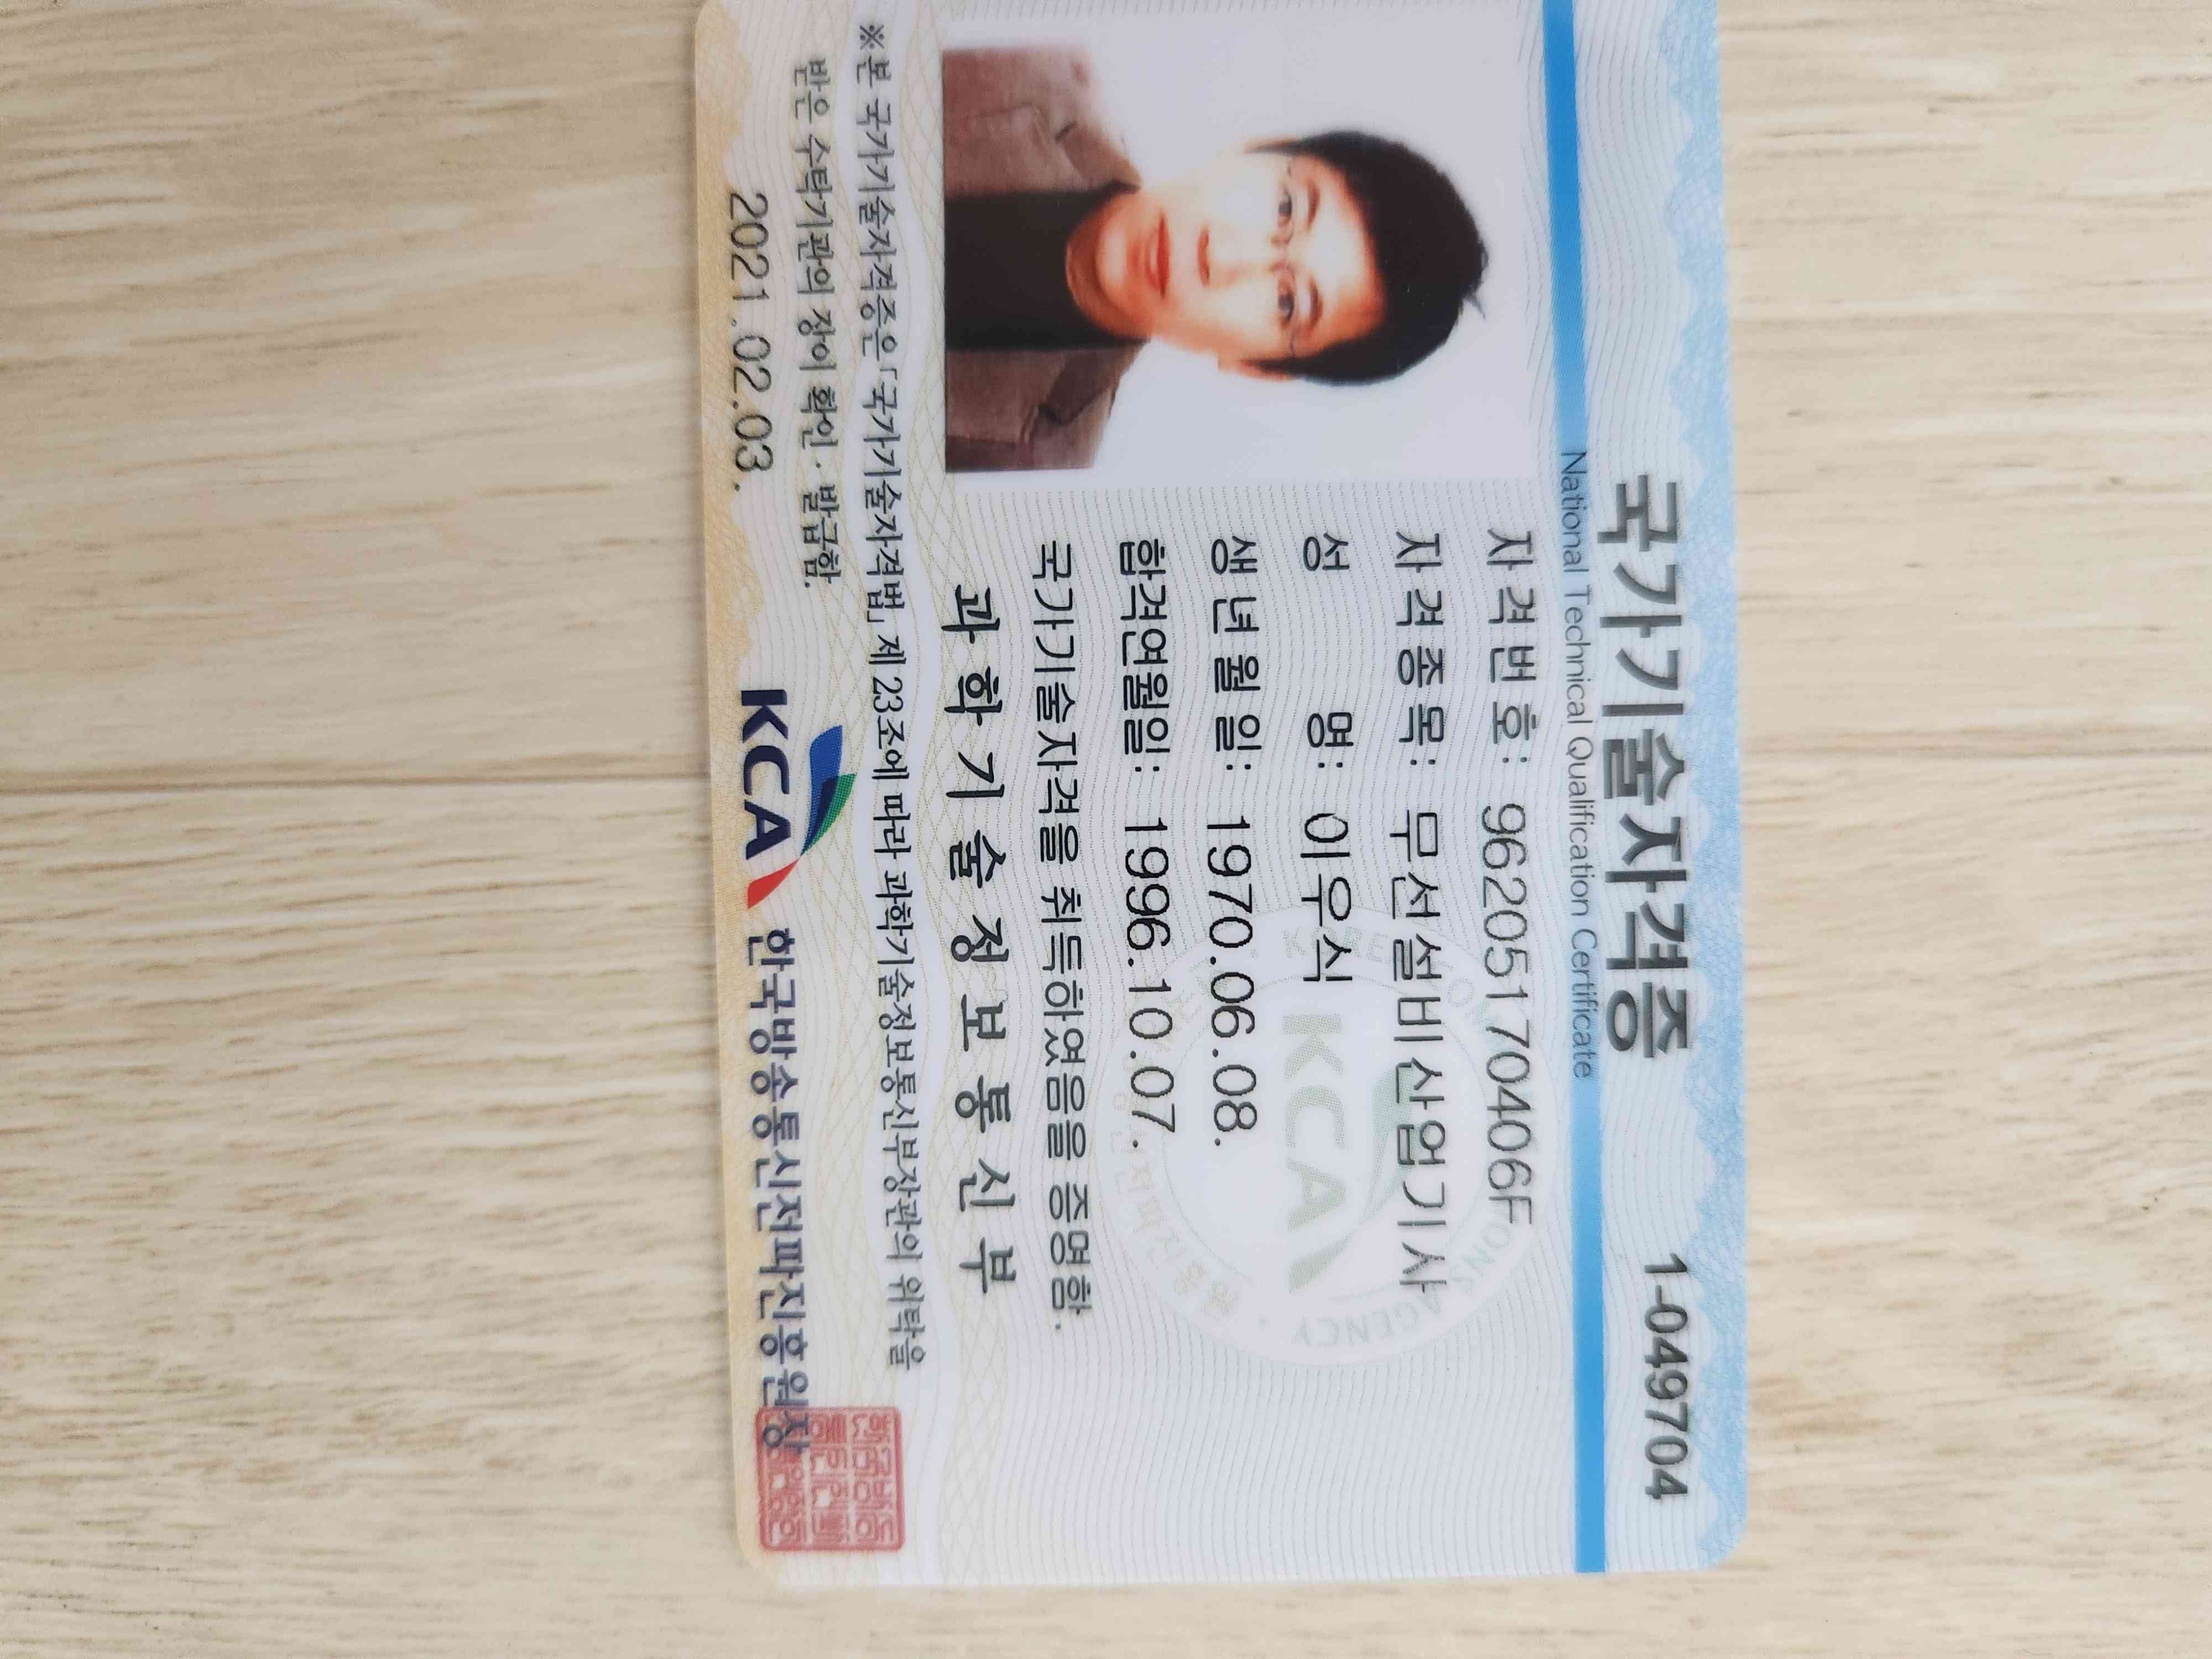 국가기술자격증
1-049704
National Technical Qualification Certificate
자격번호: 96205170406F
자격종목: 무선설비산업기사
성 명: 이우식
생년월일: 1970.06.08.
합격연월일: 1996.10.07.
국가기술자격을 취득하였음을 증명함.
과학기술정보통신부
※본 국가기술자격증은「국가기술자격법」제23조에 따라 과학기술정보통신부장관의 위탁을
받은 수탁기관의 장이 확인·발급함.
2021.02.03.
KCA 한국방송통신전파진흥원장
KCA
AGENCY